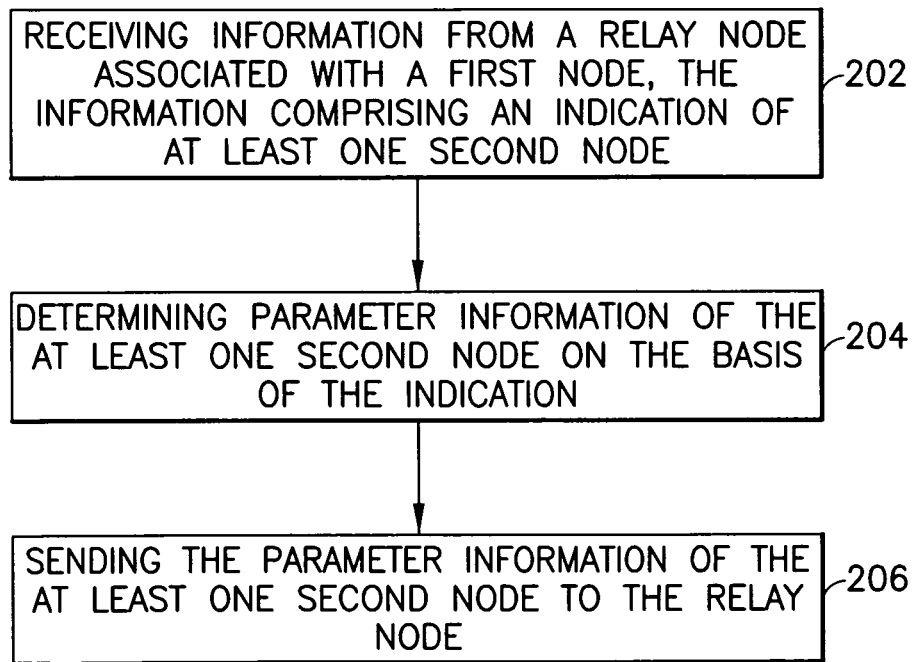 RECEIVING INFORMATION FROM A RELAY NODE
ASSOCIATED WITH A FIRST NODE, THE
INFORMATION COMPRISING AN INDICATION OF
AT LEAST ONE SECOND NODE
202
DETERMINING PARAMETER INFORMATION OF THE
AT LEAST ONE SECOND NODE ON THE BASIS
OF THE INDICATION
204
SENDING THE PARAMETER INFORMATION OF THE
AT LEAST ONE SECOND NODE TO THE RELAY
NODE
206